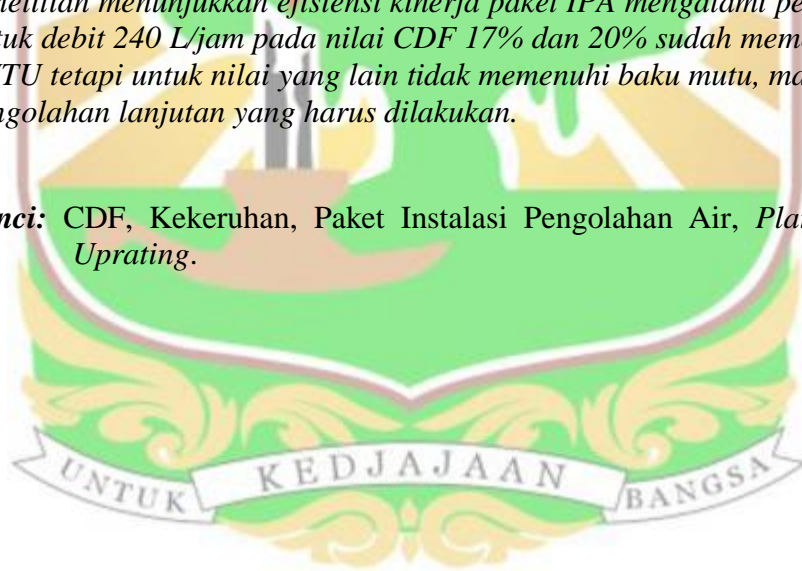 nelitian menunjukkan efisiensi kinerja paket IPA mengalami pe
tuk debit 240 L/jam pada nilai CDF 17% dan 20% sudah mem
VTU tetapi untuk nilai yang lain tidak memenuhi baku mutu, ma
ngolahan lanjutan yang harus dilakukan.
nci: CDF, Kekeruhan, Paket Instalasi Pengolahan Air, Pla
Uprating.
UNTUK KEDJAJAAN BANGSA